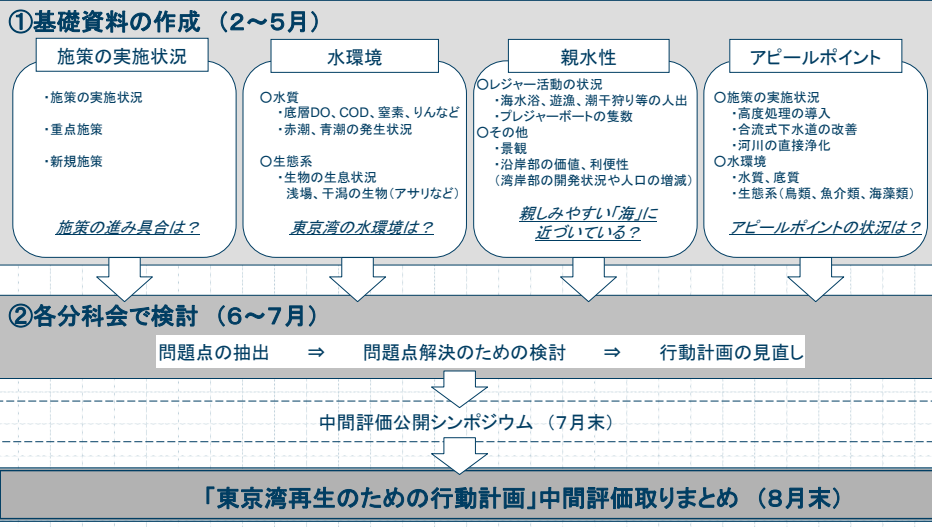 ①基礎資料の作成 （２～５月）
施策の実施状況
・施策の実施状況
・重点施策
・新規施策
施策の進み具合は？
水環境
○水質
・底層DO、COD、窒素、りんなど
・赤潮、青潮の発生状況
○生態系
・生物の生息状況
浅場、干潟の生物（アサリなど）
東京湾の水環境は？
親水性
○レジャー活動の状況
・海水浴、遊漁、潮干狩り等の人出
・プレジャーボートの隻数
○その他
・景観
・沿岸部の価値、利便性
（湾岸部の開発状況や人口の増減）
親しみやすい「海」に
近づいている？
アピールポイント
○施策の実施状況
・高度処理の導入
・合流式下水道の改善
・河川の直接浄化
○水環境
・水質、底質
・生態系（鳥類、魚介類、海藻類）
アピールポイントの状況は？
②各分科会で検討 （６～７月）
問題点の抽出 ⇒ 問題点解決のための検討 ⇒ 行動計画の見直し
中間評価公開シンポジウム （７月末）
「東京湾再生のための行動計画」中間評価取りまとめ （８月末）